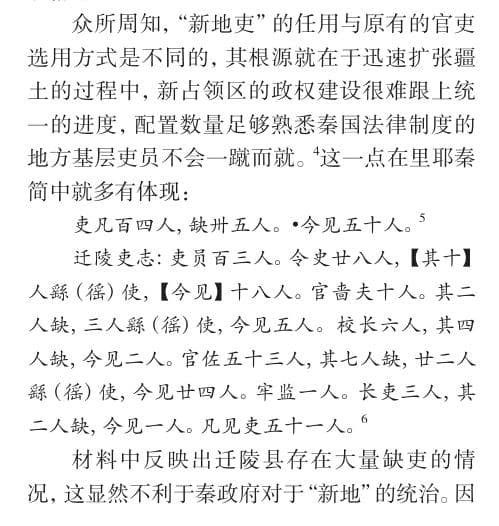 众所周知，“新地吏”的任用与原有的官吏
选用方式是不同的，其根源就在于迅速扩张疆
土的过程中，新占领区的政权建设很难跟上统
一的进度，配置数量足够熟悉秦国法律制度的
地方基层吏员不会一蹴而就。4这一点在里耶秦
简中就多有体现：
吏凡百四人，缺卅五人。•今见五十人。5
迁陵吏志：吏员百三人。令史廿八人，【其十】
人繇（徭）使，【今见】十八人。官啬夫十人。其二
人缺，三人繇（徭）使，今见五人。校长六人，其四
人缺，今见二人。官佐五十三人，其七人缺，廿二人
繇（徭）使，今见廿四人。牢监一人。长吏三人，其
二人缺，今见一人。凡见吏五十一人。6
材料中反映出迁陵县存在大量缺吏的情
况，这显然不利于秦政府对于“新地”的统治。因